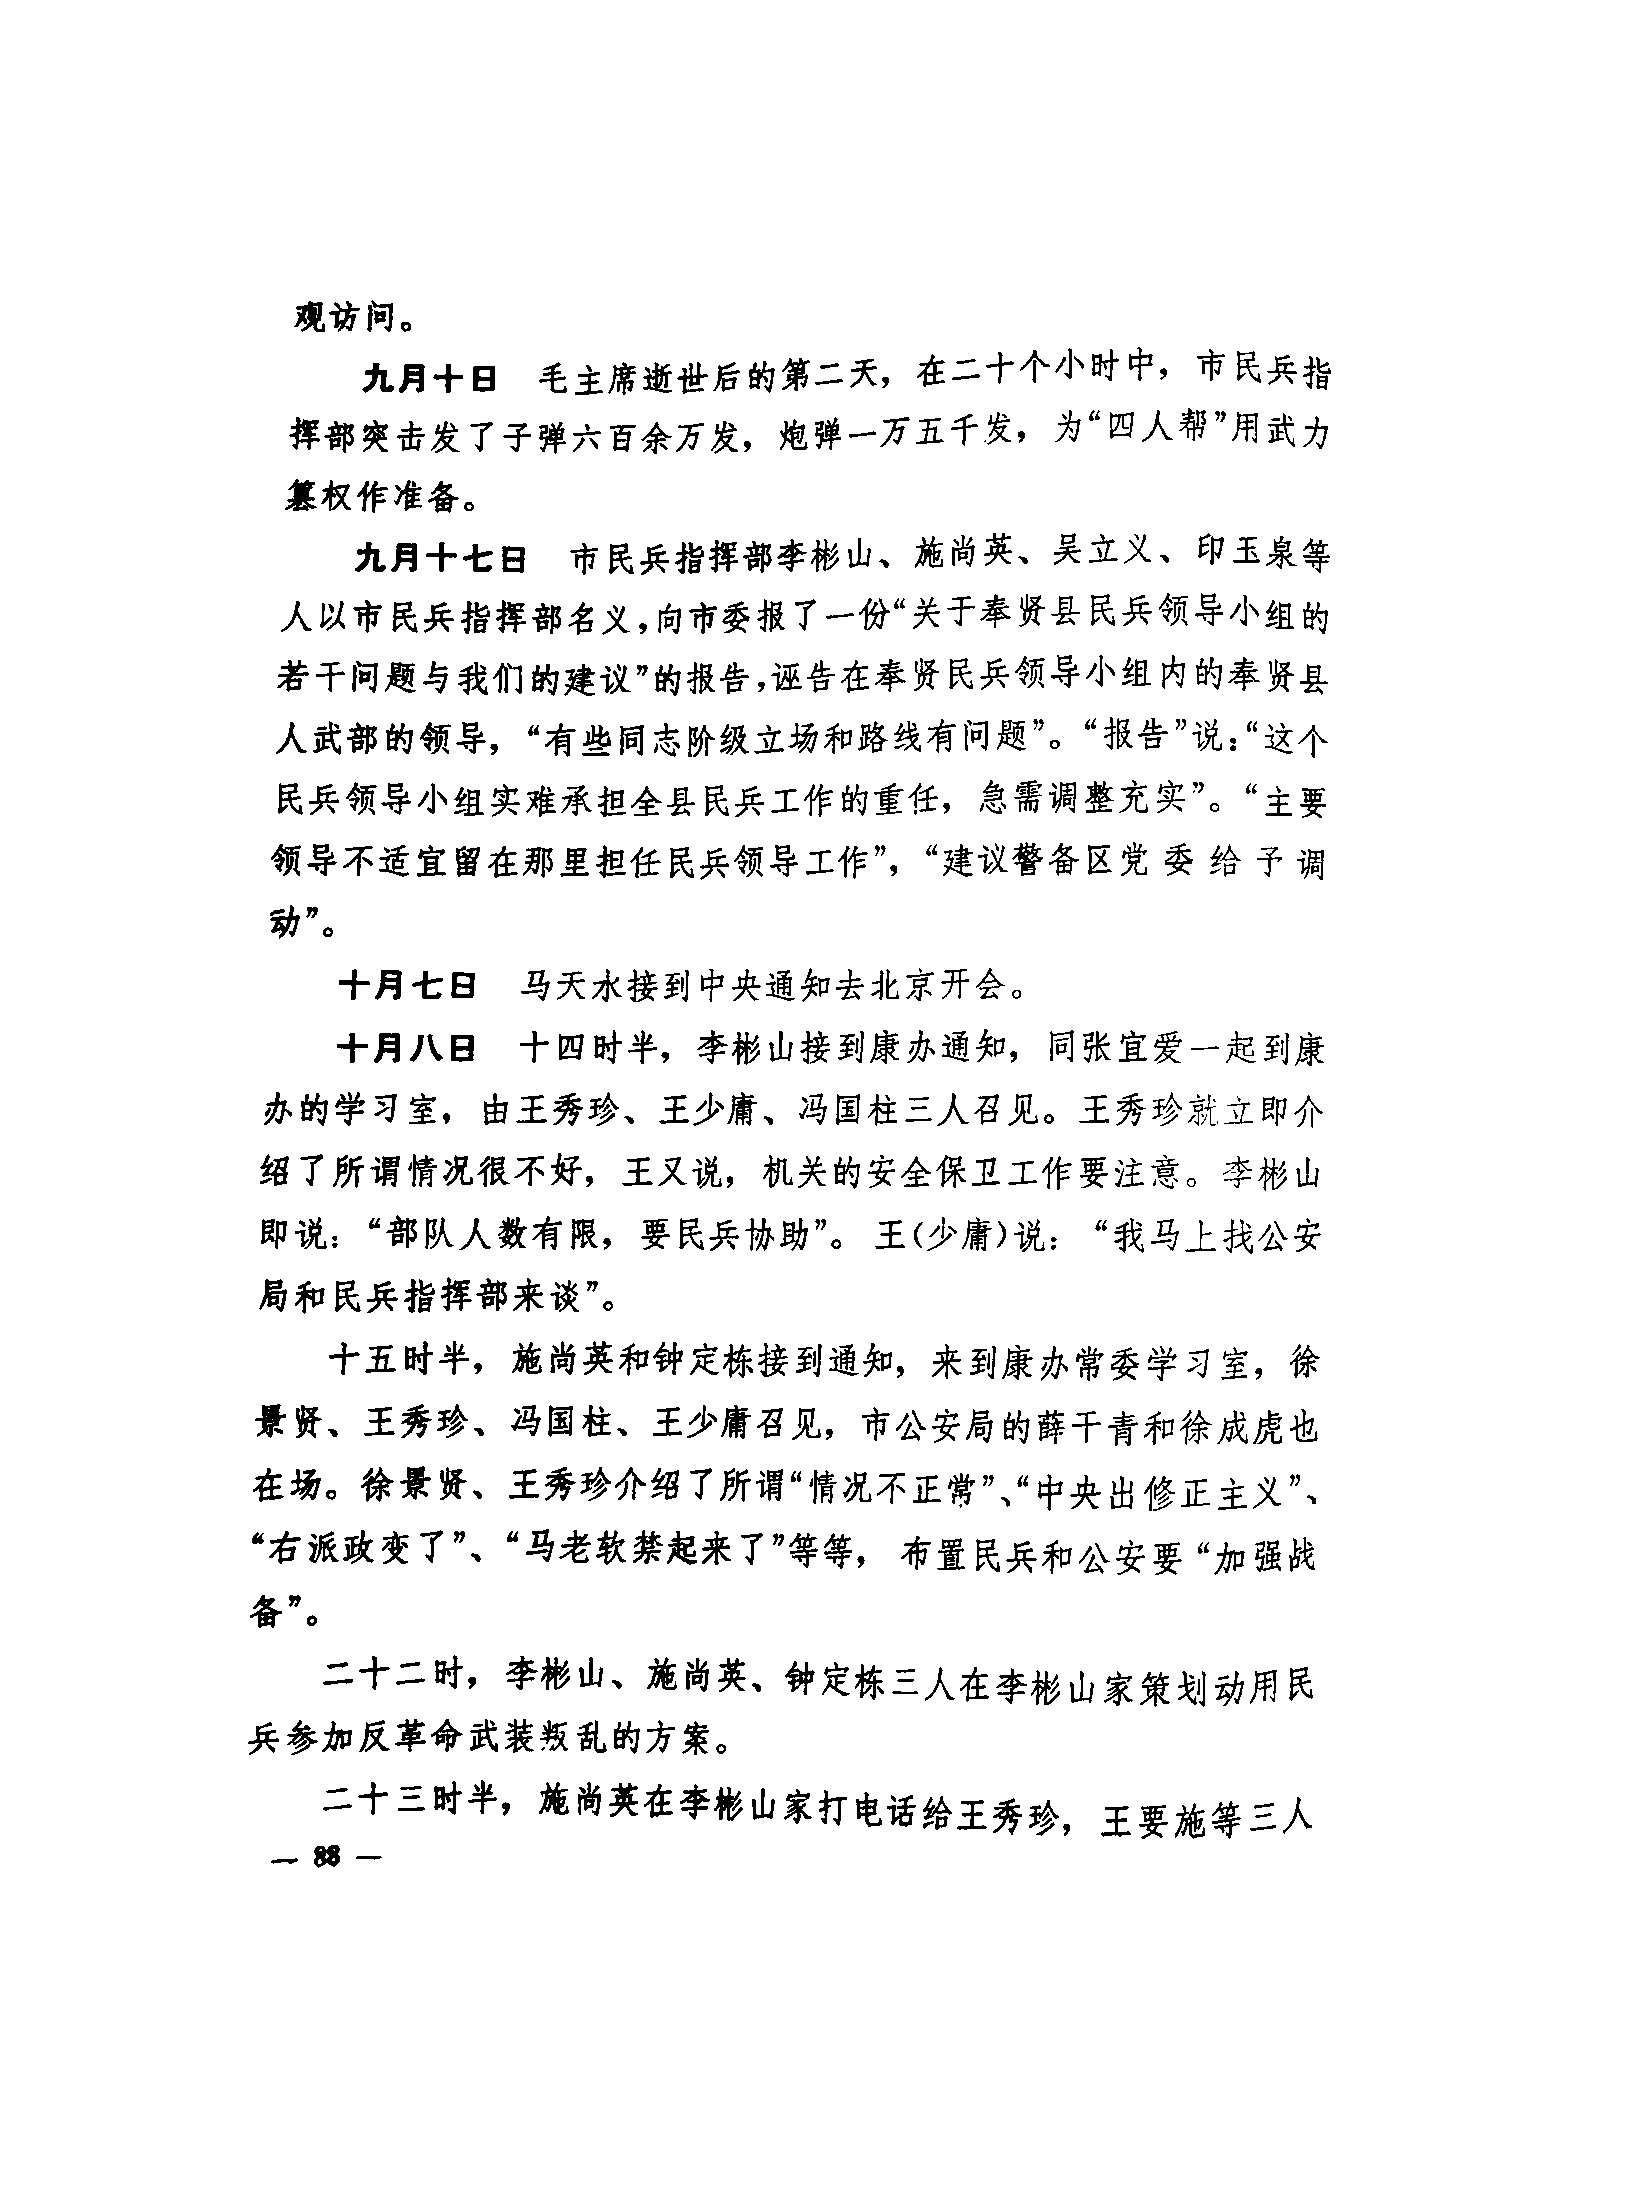 观访问。
九月十日　毛主席逝世后的第二天，在二十个小时中，市民兵指
挥部突击发了子弹六百余万发，炮弹一万五千发，为“四人帮”用武力
篡权作准备。
九月十七日　市民兵指挥部李彬山、施尚英、吴立义、印玉泉等
人以市民兵指挥部名义，向市委报了一份“关于奉贤县民兵领导小组的
若干问题与我们的建议”的报告，诬告在奉贤民兵领导小组内的奉贤县
人武部的领导，“有些同志阶级立场和路线有问题”。“报告”说：“这个
民兵领导小组实难承担全县民兵工作的重任，急需调整充实”。“主要
领导不适宜留在那里担任民兵领导工作”，“建议警备区党委给予调
动”。
十月七日　马天水接到中央通知去北京开会。
十月八日　十四时半，李彬山接到康办通知，同张宜爱一起到康
办的学习室，由王秀珍、王少庸、冯国柱三人召见。王秀珍就立即介
绍了所谓情况很不好，王又说，机关的安全保卫工作要注意。李彬山
即说：“部队人数有限，要民兵协助”。王(少庸)说：“我马上找公安
局和民兵指挥部来谈”。
十五时半，施尚英和钟定栋接到通知，来到康办常委学习室，徐
景贤、王秀珍、冯国柱、王少庸召见，市公安局的薛干青和徐成虎也
在场。徐景贤、王秀珍介绍了所谓“情况不正常”、“中央出修正主义”、
“右派政变了”、“马老软禁起来了”等等，布置民兵和公安要“加强战
备”。
二十二时，李彬山、施尚英、钟定栋三人在李彬山家策划动用民
兵参加反革命武装叛乱的方案。
二十三时半，施尚英在李彬山家打电话给王秀珍，王要施等三人
— 88 —